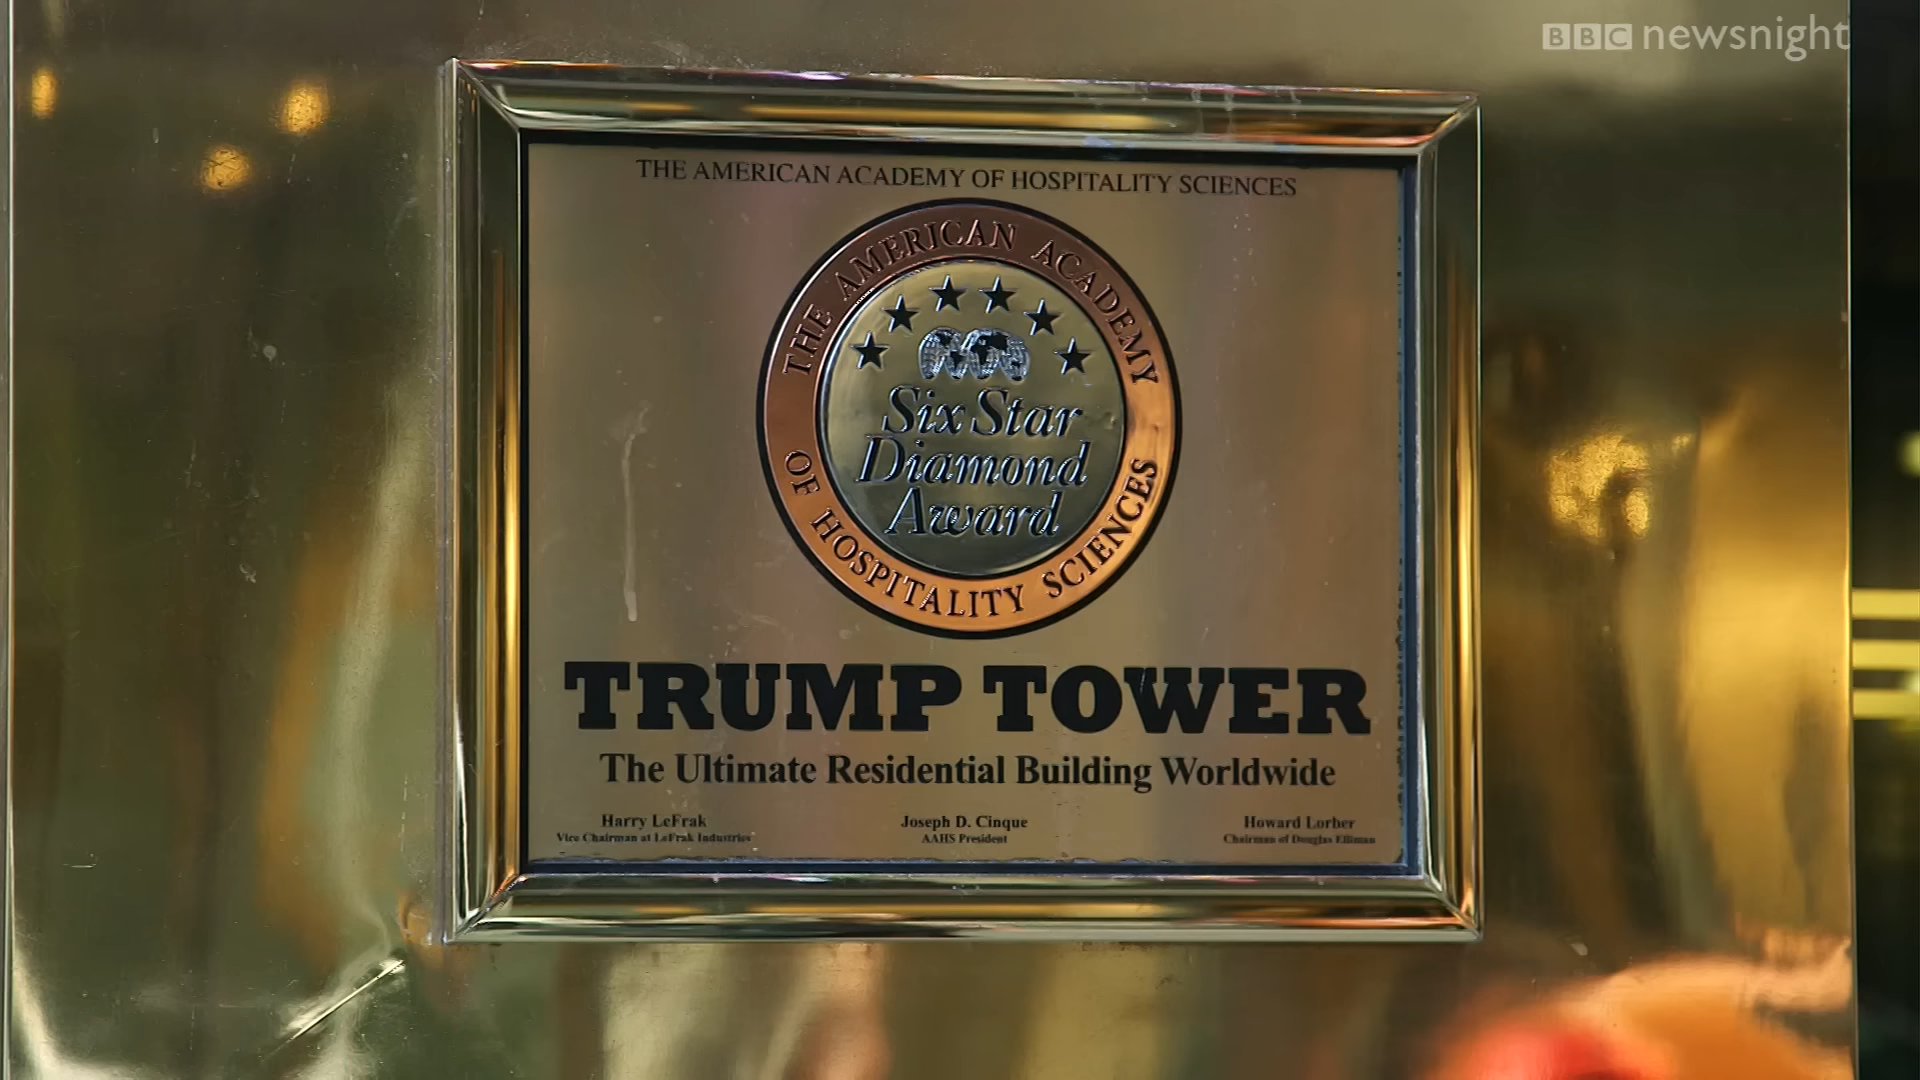 BBC newsnight
THE AMERICAN ACADEMY OF HOSPITALITY SCIENCES
THE AMERICAN ACADEMY
OF HOSPITALITY SCIENCES
Six Star
Diamond
Award
TRUMP TOWER
The Ultimate Residential Building Worldwide
Harry LeFrak
Vice Chairman at LeFrak Industries
Joseph D. Cinque
AAHS President
Howard Lorber
Chairman of Douglas Elliman